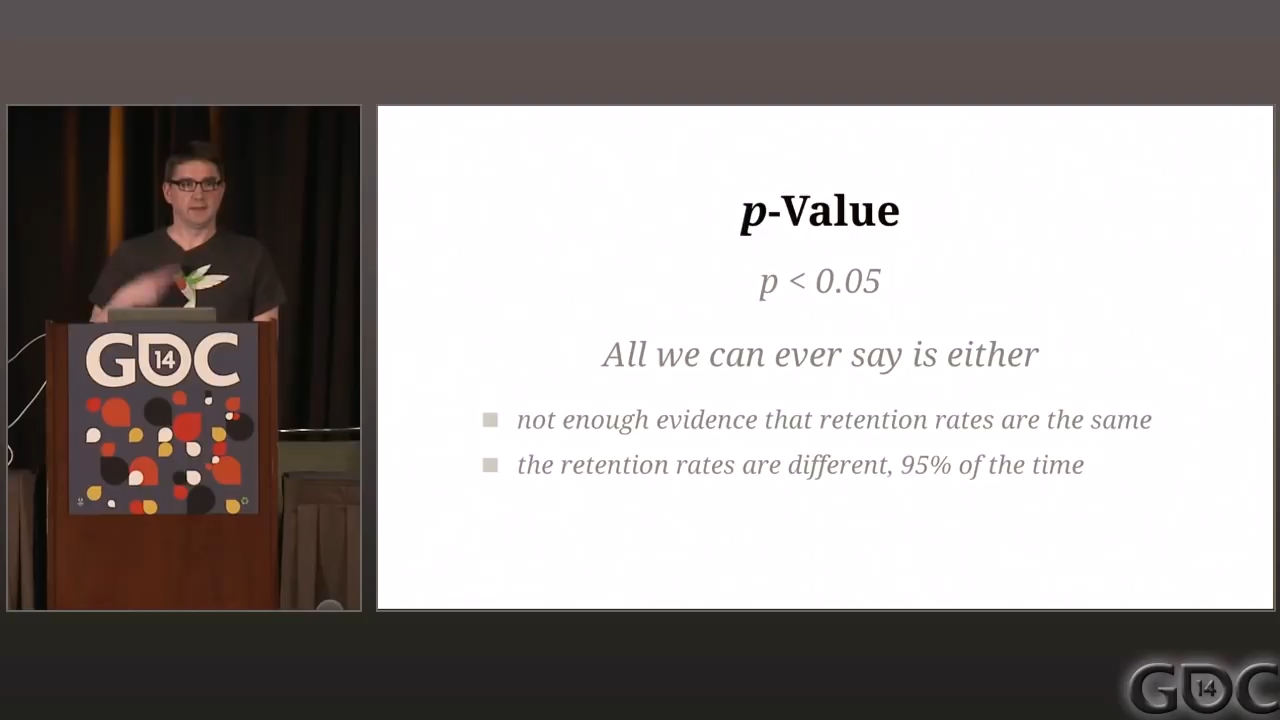 p-Value
p < 0.05
All we can ever say is either
not enough evidence that retention rates are the same
the retention rates are different, 95% of the time
GDC
14
GDC
14